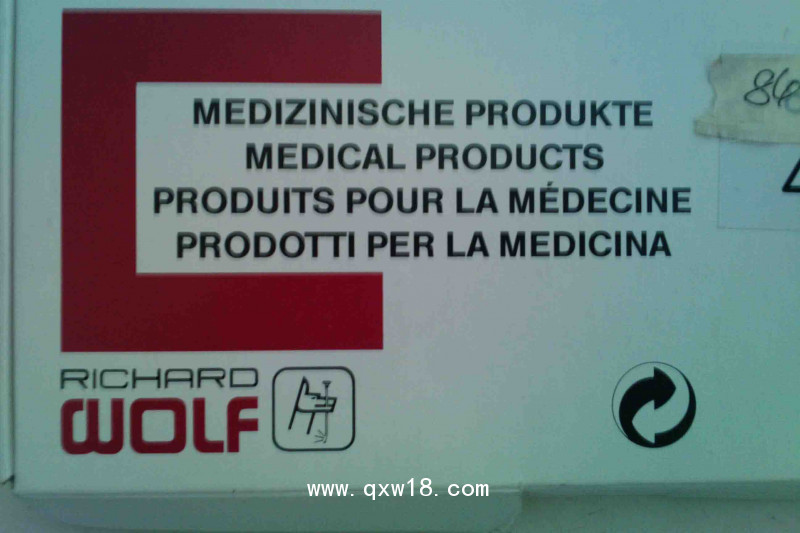 MEDIZINISCHE PRODUKTE
MEDICAL PRODUCTS
PRODUITS POUR LA MÉDECINE
PRODOTTI PER LA MEDICINA
RICHARD
WOLF
www.qxw18.com